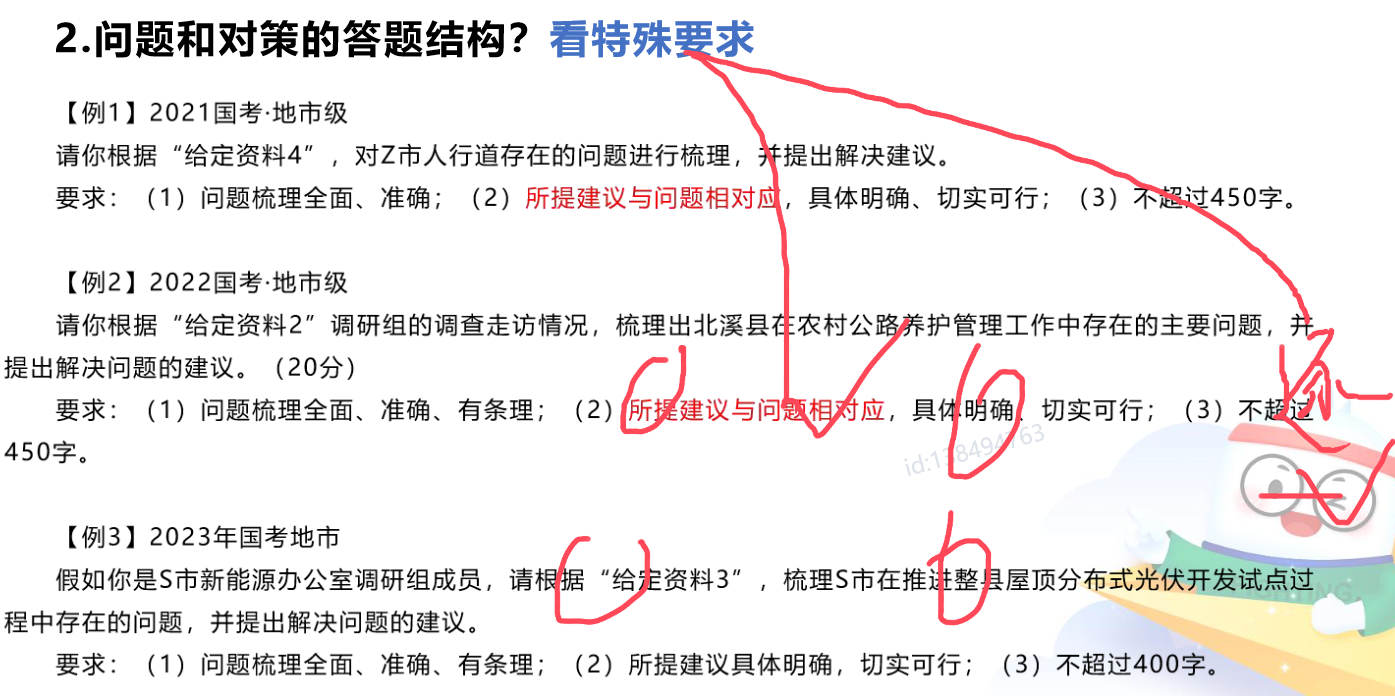 2.问题和对策的答题结构？看特殊要求
【例1】2021国考·地市级
请你根据“给定资料4”，对Z市人行道存在的问题进行梳理，并提出解决建议。
要求：（1）问题梳理全面、准确；（2）所提建议与问题相对应，具体明确、切实可行；（3）不超过450字。
【例2】2022国考·地市级
请你根据“给定资料2”调研组的调查走访情况，梳理出北溪县在农村公路养护管理工作中存在的主要问题，并
提出解决问题的建议。（20分）
要求：（1）问题梳理全面、准确、有条理；（2）所提建议与问题相对应，具体明确、切实可行；（3）不超过
450字。
a b
id:138494763
【例3】2023年国考地市
假如你是S市新能源办公室调研组成员，请根据“给定资料3”，梳理S市在推进整县屋顶分布式光伏开发试点过
程中存在的问题，并提出解决问题的建议。
b
要求：（1）问题梳理全面、准确、有条理；（2）所提建议具体明确，切实可行；（3）不超过400字。